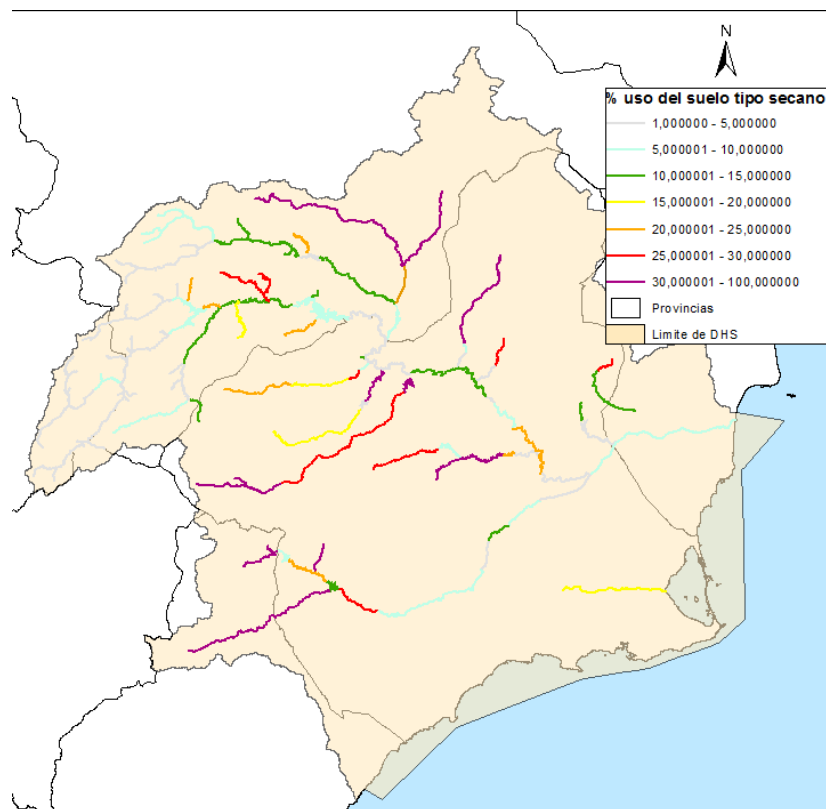 N
% uso del suelo tipo secano
1,000000 - 5,000000
5,000001 - 10,000000
10,000001 - 15,000000
15,000001 - 20,000000
20,000001 - 25,000000
25,000001 - 30,000000
30,000001 - 100,000000
Provincias
Limite de DHS